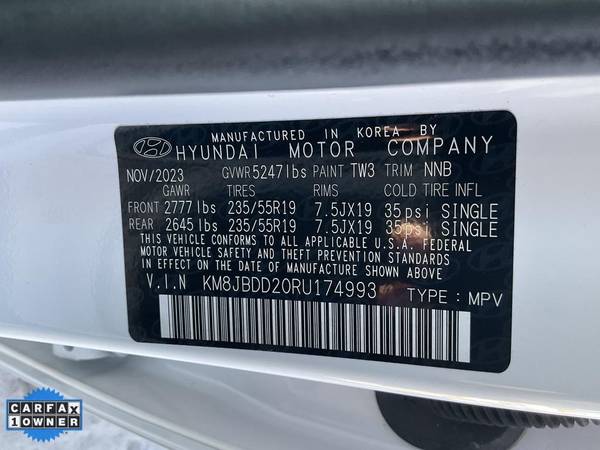 MANUFACTURED IN KOREA BY
HYUNDAI MOTOR COMPANY
NOV/2023 GVWR 5247lbs PAINT TW3 TRIM NNB
GAWR TIRES RIMS COLD TIRE INFL
FRONT 2777lbs 235/55R19 7.5JX19 35psi SINGLE
REAR 2645lbs 235/55R19 7.5JX19 35psi SINGLE
THIS VEHICLE CONFORMS TO ALL APPLICABLE U.S.A. FEDERAL
MOTOR VEHICLE SAFETY AND THEFT PREVENTION STANDARDS
IN EFFECT ON THE DATE OF MANUFACTURE SHOWN ABOVE.
V.I.N KM8JBDD20RU174993 TYPE: MPV
CARFAX
1 OWNER